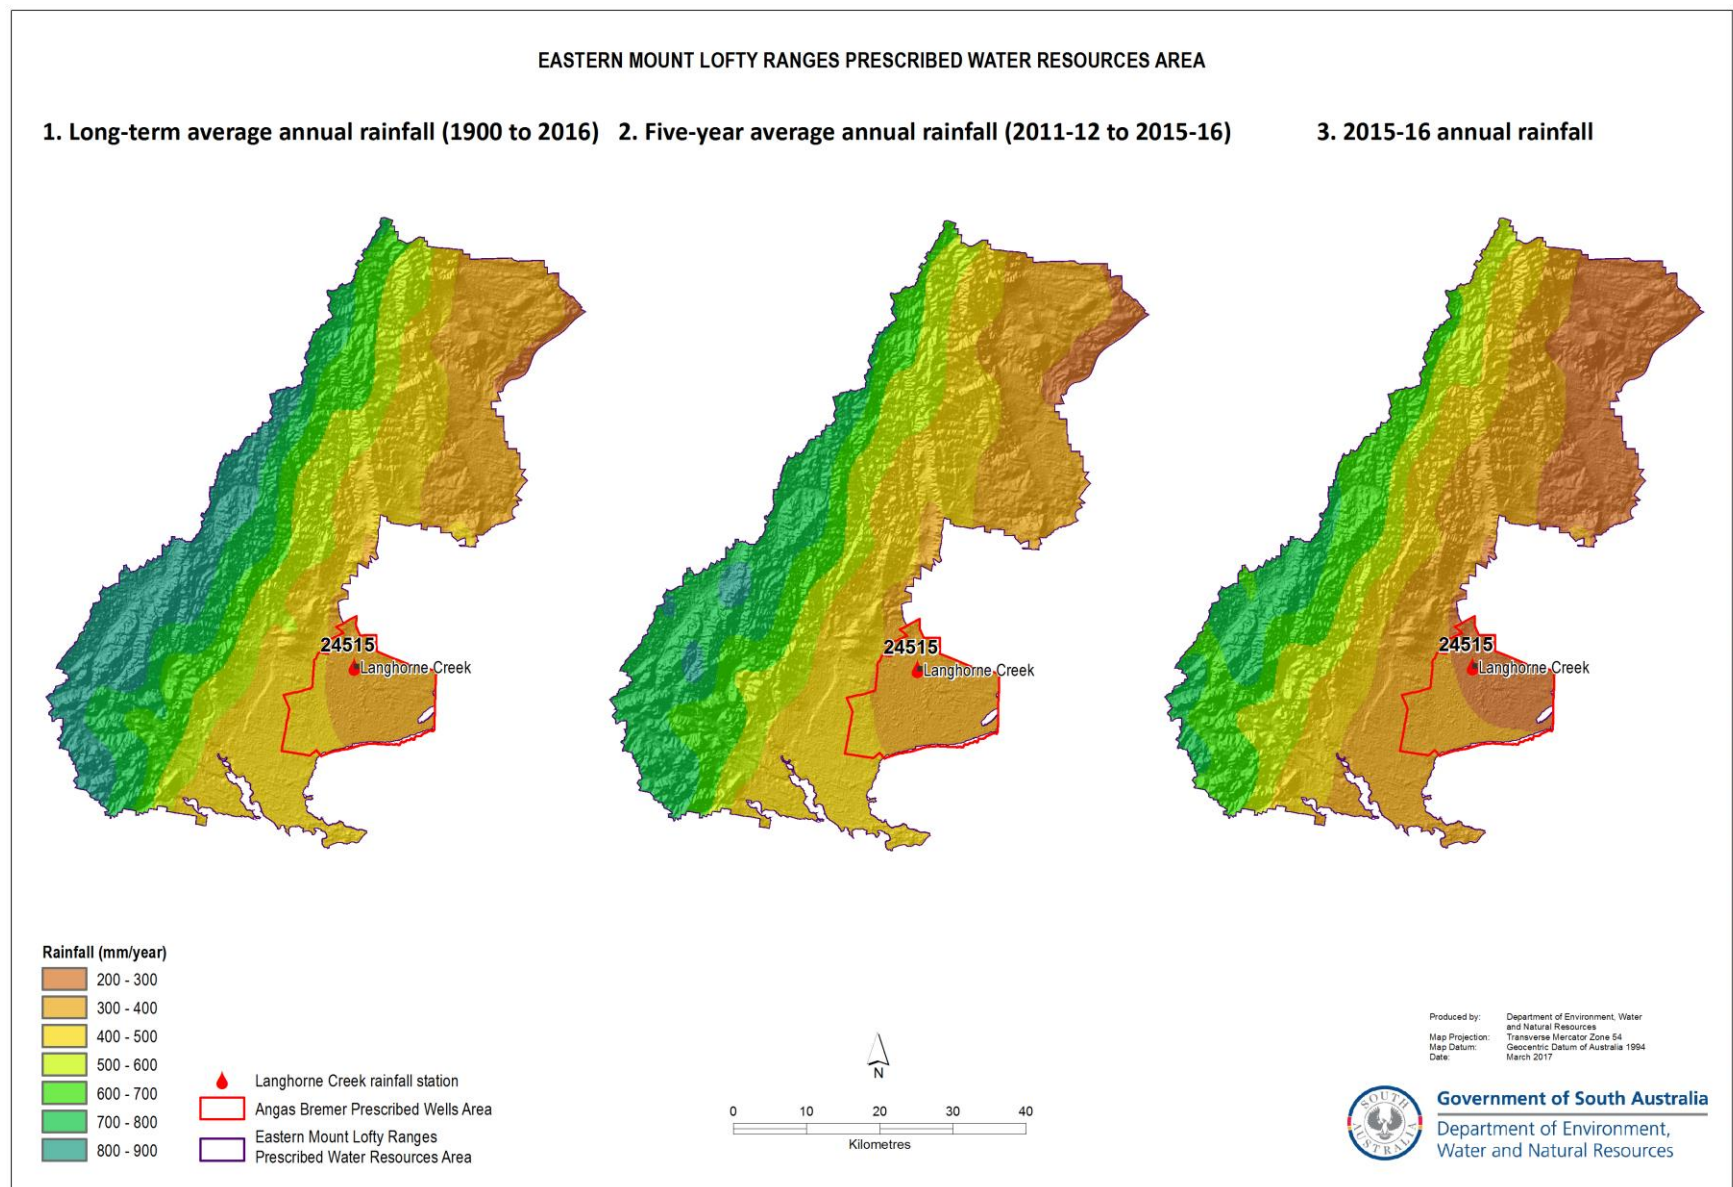 EASTERN MOUNT LOFTY RANGES PRESCRIBED WATER RESOURCES AREA
1. Long-term average annual rainfall (1900 to 2016)
2. Five-year average annual rainfall (2011-12 to 2015-16)
3. 2015-16 annual rainfall
24515
Langhorne Creek
24515
Langhorne Creek
24515
Langhorne Creek
Rainfall (mm/year)
200 - 300
300 - 400
400 - 500
500 - 600
600 - 700
700 - 800
800 - 900
Langhorne Creek rainfall station
Angas Bremer Prescribed Wells Area
Eastern Mount Lofty Ranges
Prescribed Water Resources Area
N
0 10 20 30 40
Kilometres
Produced by: Department of Environment, Water
and Natural Resources
Map Projection: Transverse Mercator Zone 54
Map Datum: Geocentric Datum of Australia 1994
Date: March 2017
SOUTH
AUSTRALIA
Government of South Australia
Department of Environment,
Water and Natural Resources